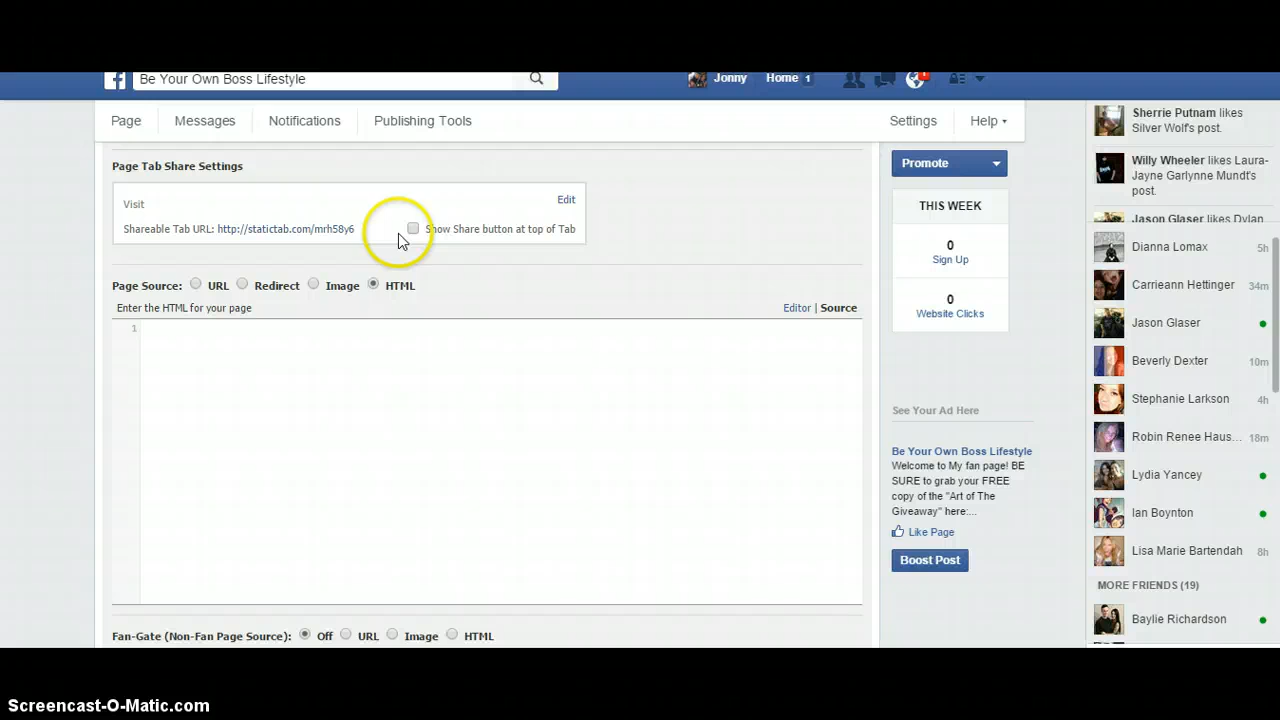 Be Your Own Boss Lifestyle
Jonny
Home 1
1
Page
Messages
Notifications
Publishing Tools
Settings
Help
Page Tab Share Settings
Visit
Edit
Shareable Tab URL: http://statictab.com/mrh58y6
Show Share button at top of Tab
Page Source: URL Redirect Image HTML
Enter the HTML for your page
Editor | Source
1
Fan-Gate (Non-Fan Page Source): Off URL Image HTML
Promote
THIS WEEK
0
Sign Up
0
Website Clicks
See Your Ad Here
Be Your Own Boss Lifestyle
Welcome to My fan page! BE
SURE to grab your FREE
copy of the "Art of The
Giveaway" here:...
Like Page
Boost Post
Sherrie Putnam likes
Silver Wolf's post.
Willy Wheeler likes Laura-
Jayne Garlynne Mundt's
post.
Jason Glaser likes Dylan
Dianna Lomax 5h
Carrieann Hettinger 34m
Jason Glaser
Beverly Dexter 10m
Stephanie Larkson 4h
Robin Renee Haus... 18m
Lydia Yancey
Ian Boynton
Lisa Marie Bartendah 8h
MORE FRIENDS (19)
Baylie Richardson
Screencast-O-Matic.com